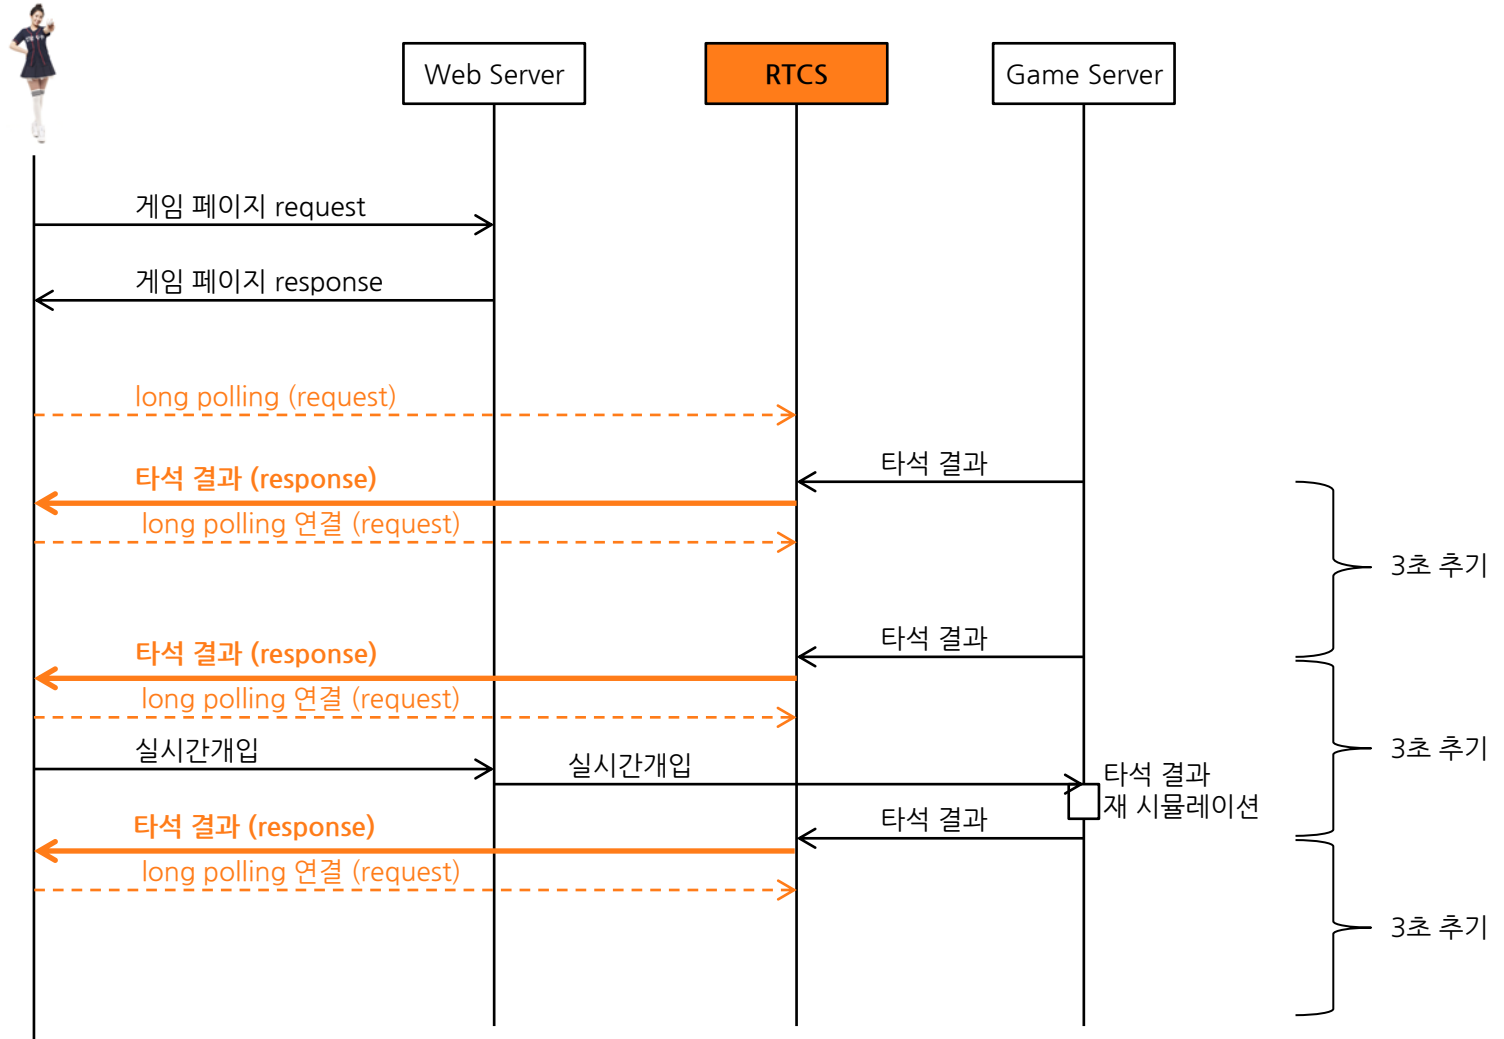 Web Server
RTCS
Game Server
게임 페이지 request
게임 페이지 response
long polling (request)
타석 결과
타석 결과 (response)
long polling 연결 (request)
3초 추기
타석 결과
타석 결과 (response)
long polling 연결 (request)
실시간개입
실시간개입
3초 추기
타석 결과
재 시뮬레이션
타석 결과
타석 결과 (response)
long polling 연결 (request)
3초 추기